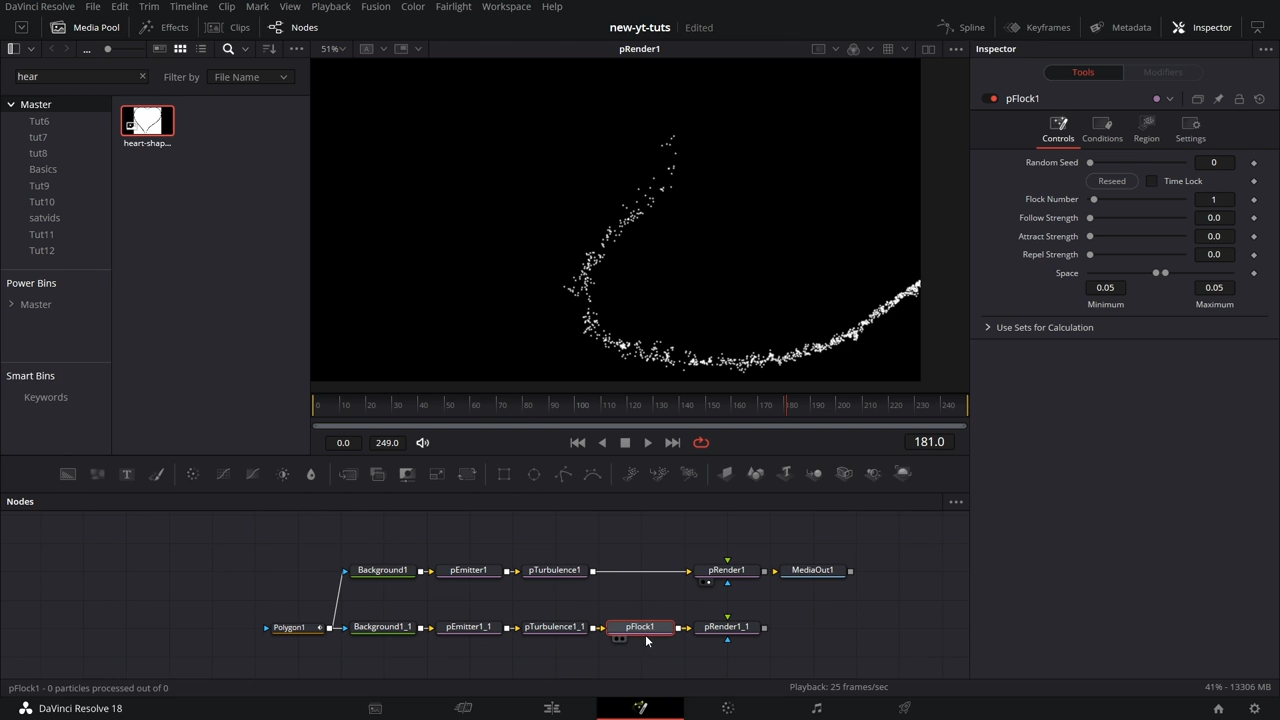 DaVinci Resolve File Edit Trim Timeline Clip Mark View Playback Fusion Color Fairlight Workspace Help
Media Pool Effects Clips Nodes new-yt-tuts Edited Spline Keyframes Metadata Inspector
... 51% A pRender1 Inspector
hear Filter by File Name
Tools Modifiers
Master
heart-shap...
Tut6
tut7
tut8
Basics
Tut9
Tut10
satvids
Tut11
Tut12
Power Bins
Master
Smart Bins
Keywords
pFlock1
Controls Conditions Region Settings
Random Seed 0
Reseed Time Lock
Flock Number 1
Follow Strength 0.0
Attract Strength 0.0
Repel Strength 0.0
Space
0.05 0.05
Minimum Maximum
Use Sets for Calculation
0 10 20 30 40 50 60 70 80 90 100 110 120 130 140 150 160 170 180 190 200 210 220 230 240
0.0 249.0 181.0
Nodes
Background1 pEmitter1 pTurbulence1 pRender1 MediaOut1
Polygon1 Background1_1 pEmitter1_1 pTurbulence1_1 pFlock1 pRender1_1
pFlock1 - 0 particles processed out of 0 Playback: 25 frames/sec 41% - 13306 MB
DaVinci Resolve 18